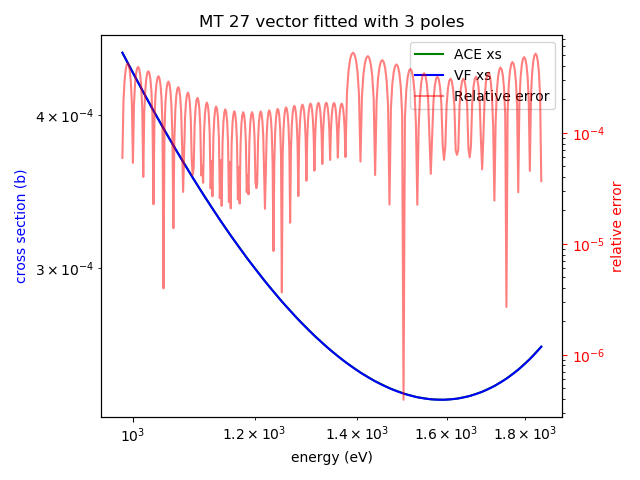 MT 27 vector fitted with 3 poles
ACE xs
VF xs
Relative error
cross section (b)
4 × 10⁻⁴
3 × 10⁻⁴
10⁻⁴
10⁻⁵
10⁻⁶
relative error
10³
1.2 × 10³
1.4 × 10³
1.6 × 10³
1.8 × 10³
energy (eV)